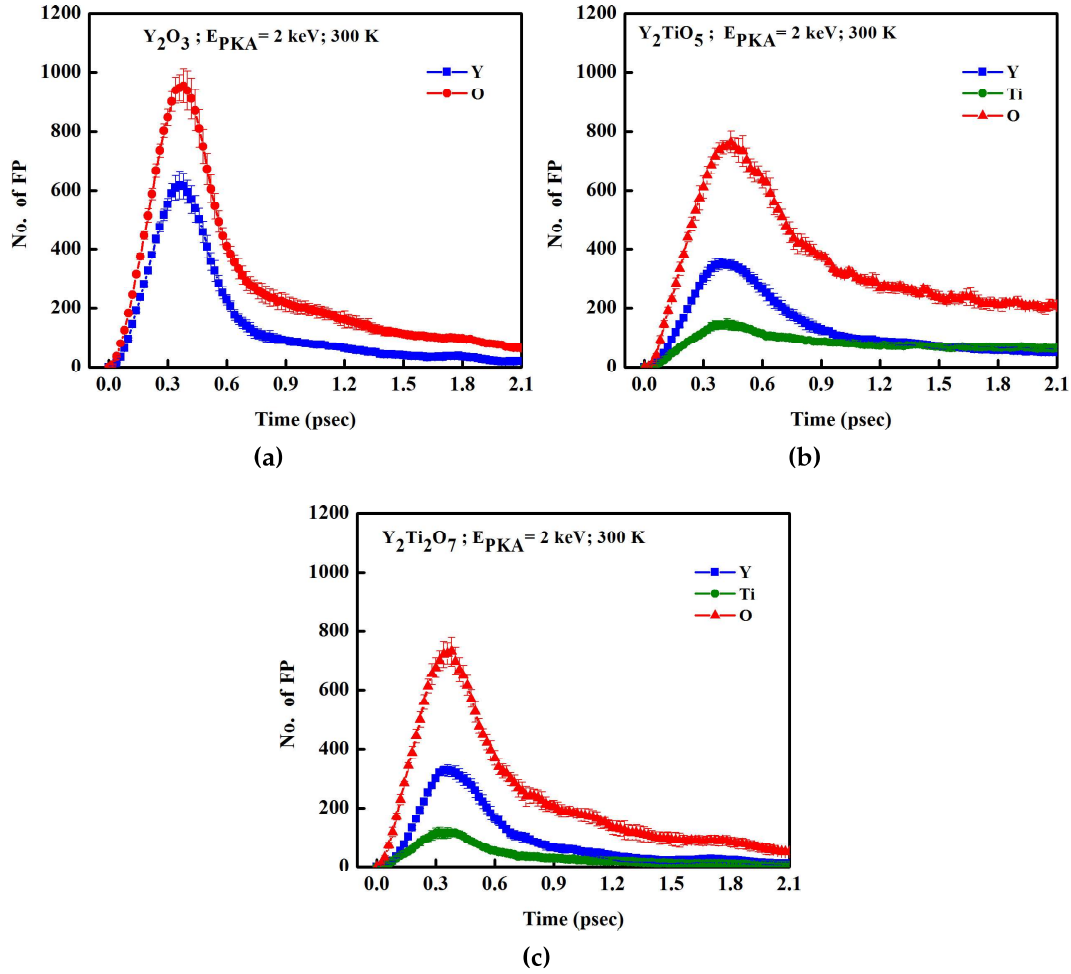 Y2O3 ; EPKA= 2 keV; 300 K
Y
O
1200
1000
800
600
400
200
0
No. of FP
0.0 0.3 0.6 0.9 1.2 1.5 1.8 2.1
Time (psec)
(a)
Y2TiO5 ; EPKA= 2 keV; 300 K
Y
Ti
O
1200
1000
800
600
400
200
0
No. of FP
0.0 0.3 0.6 0.9 1.2 1.5 1.8 2.1
Time (psec)
(b)
Y2Ti2O7 ; EPKA= 2 keV; 300 K
Y
Ti
O
1200
1000
800
600
400
200
0
No. of FP
0.0 0.3 0.6 0.9 1.2 1.5 1.8 2.1
Time (psec)
(c)